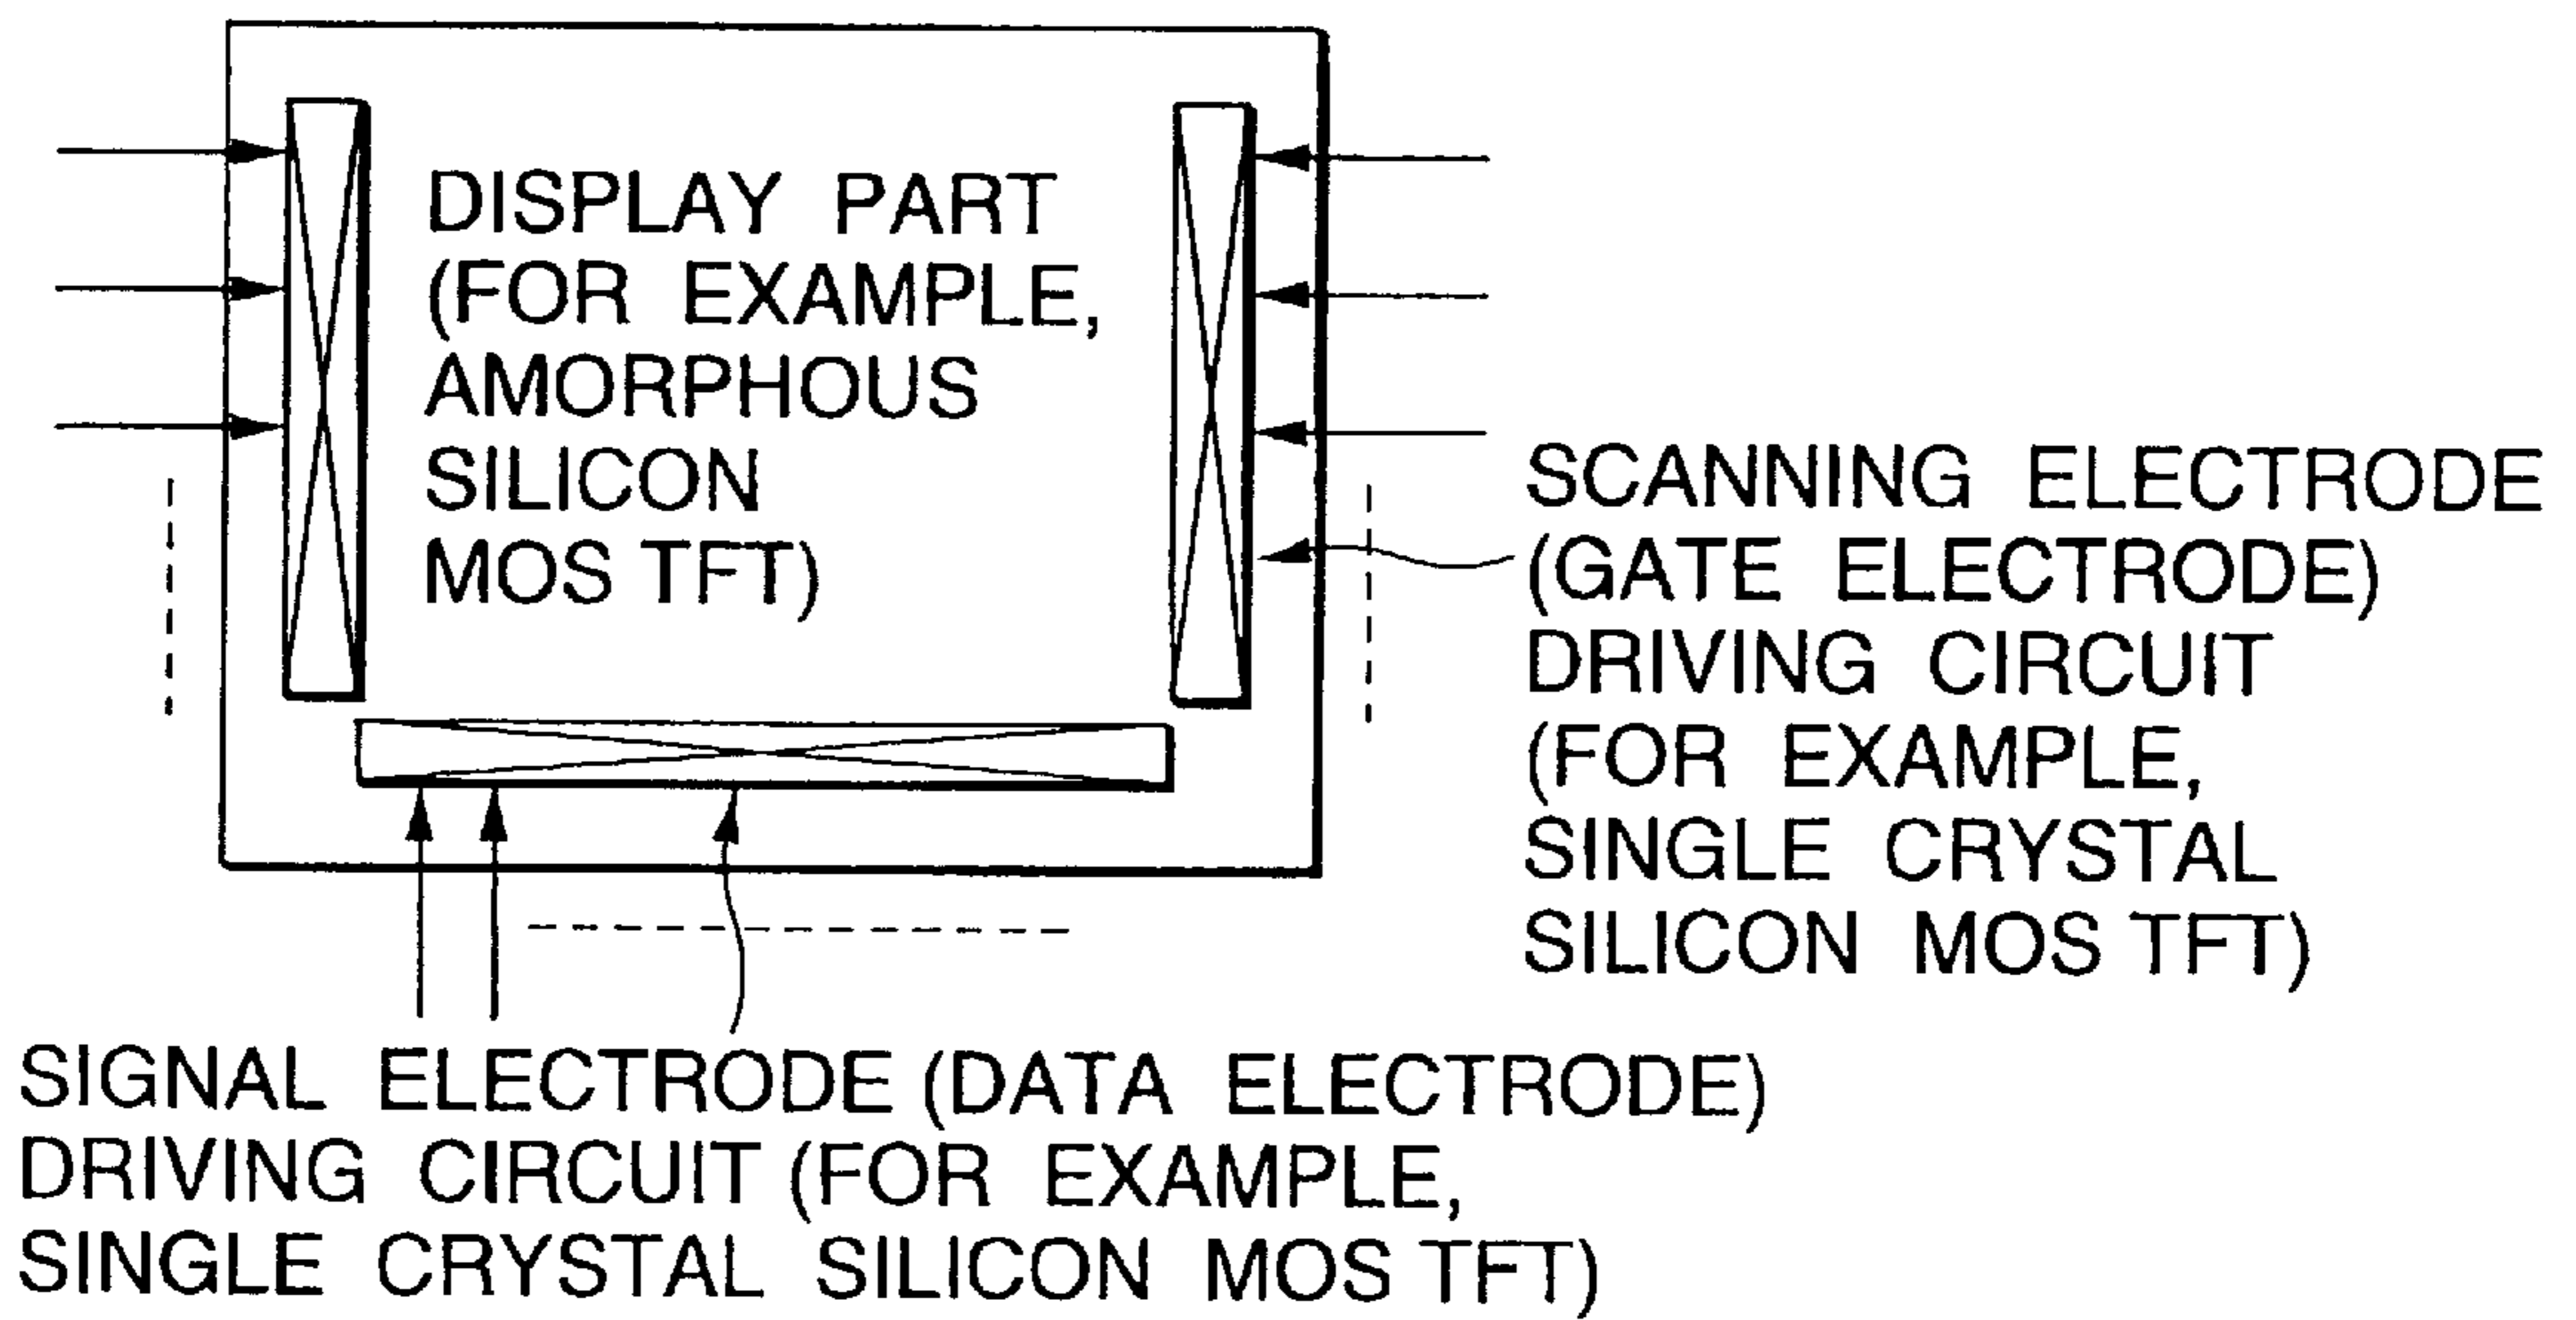 DISPLAY PART
(FOR EXAMPLE,
AMORPHOUS
SILICON
MOS TFT)
SCANNING ELECTRODE
(GATE ELECTRODE)
DRIVING CIRCUIT
(FOR EXAMPLE,
SINGLE CRYSTAL
SILICON MOS TFT)
SIGNAL ELECTRODE (DATA ELECTRODE)
DRIVING CIRCUIT (FOR EXAMPLE,
SINGLE CRYSTAL SILICON MOS TFT)